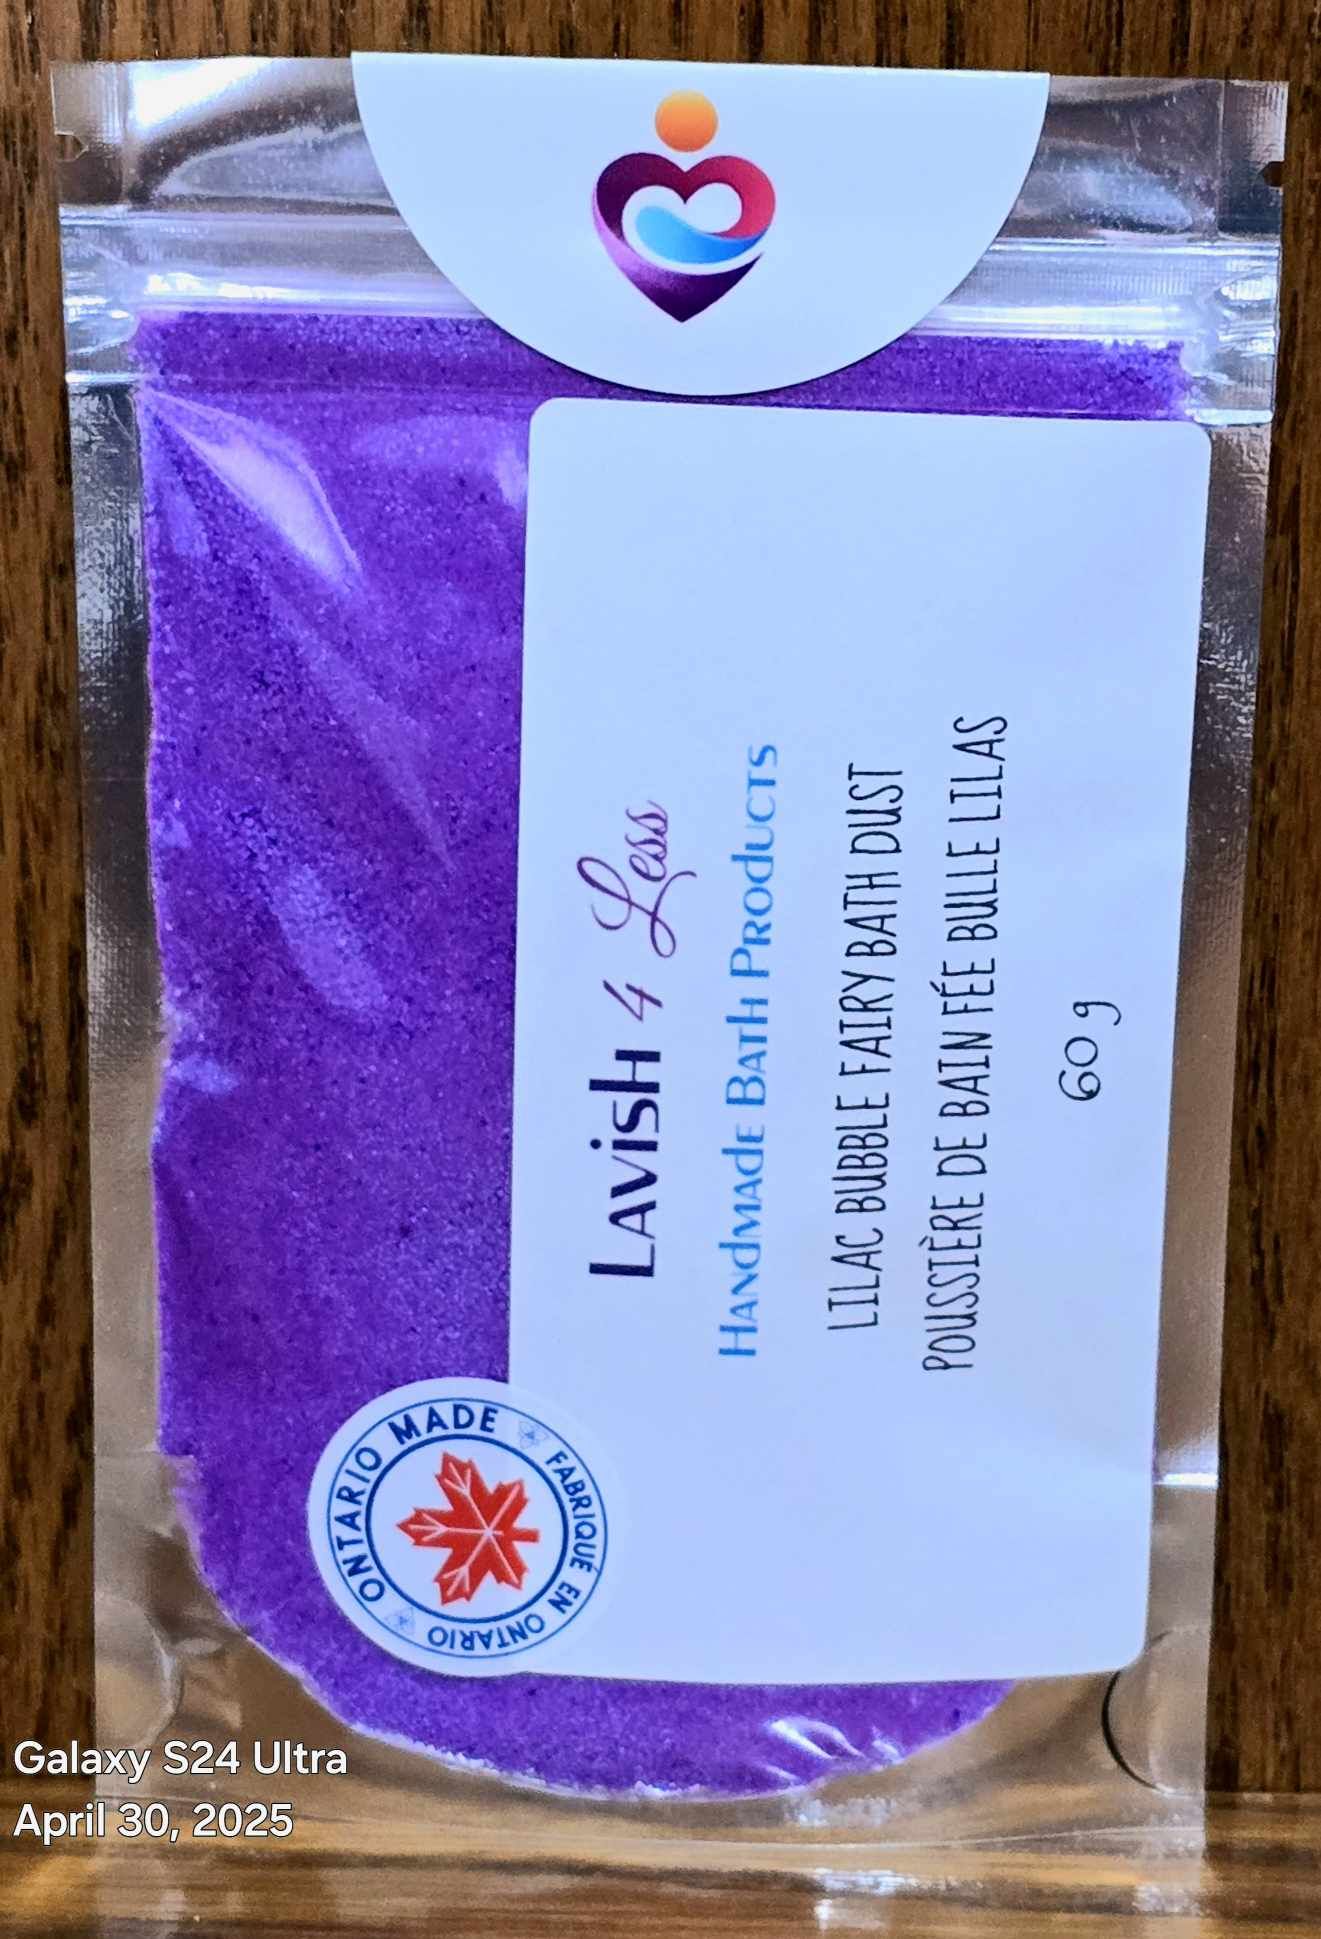 Lavish 4 Less
Handmade Bath Products
LILAC BUBBLE FAIRY BATH DUST
POUSSIÈRE DE BAIN FÉE BULLE LILAS
60 g
ONTARIO MADE
FABRIQUÉ EN ONTARIO
Galaxy S24 Ultra
April 30, 2025